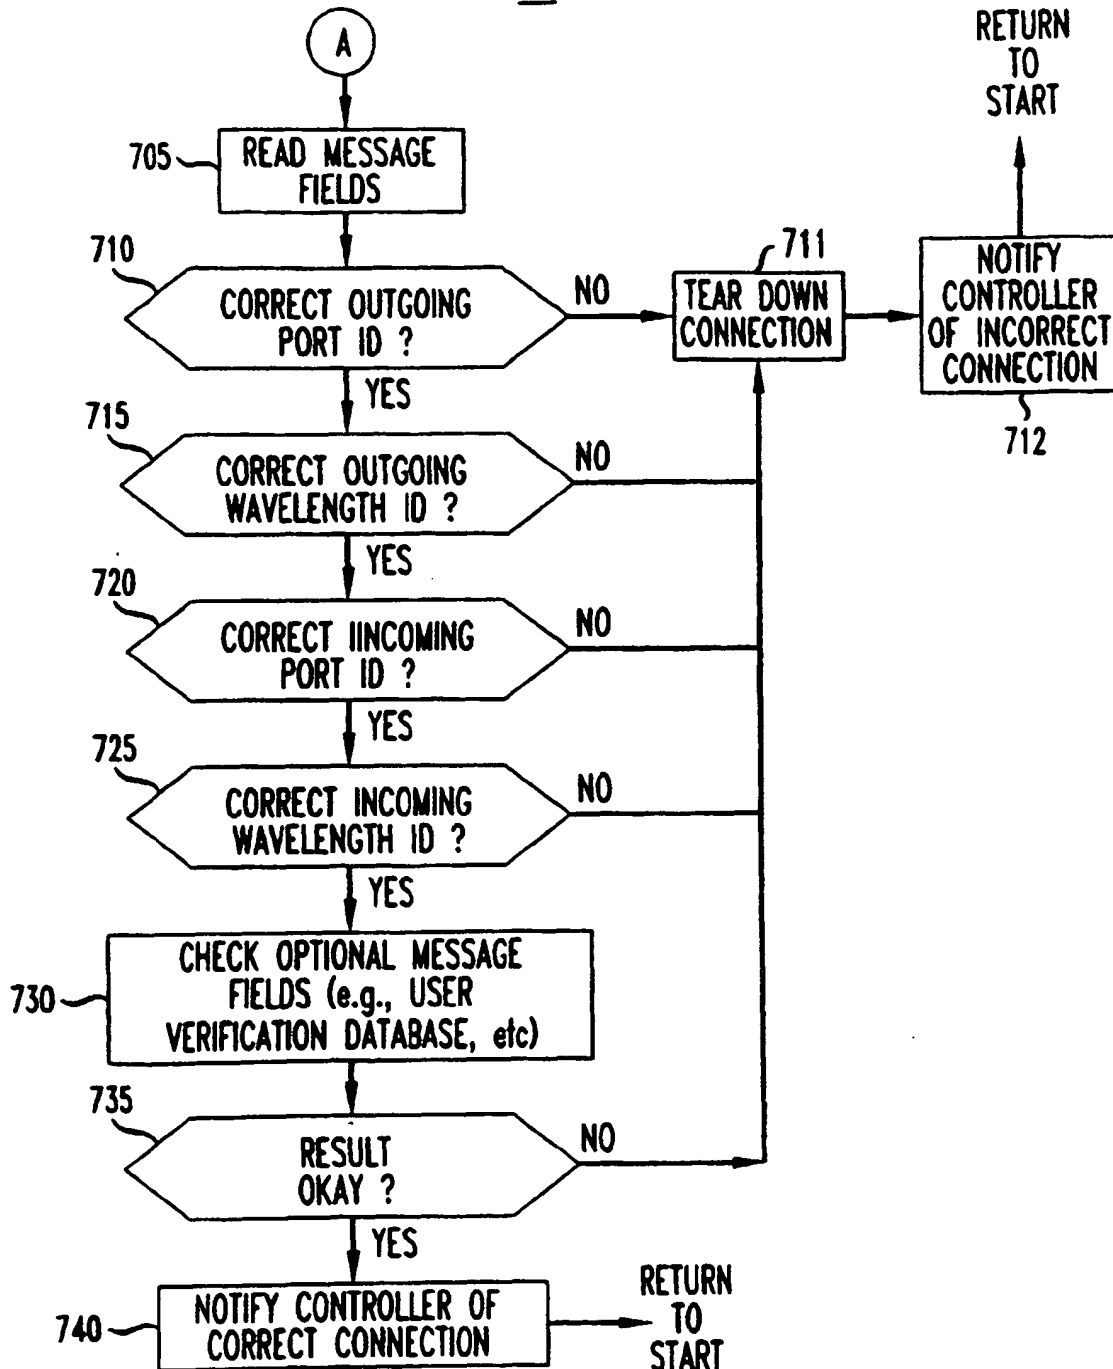 A
RETURN
TO
START
705
READ MESSAGE
FIELDS
710
CORRECT OUTGOING
PORT ID ?
NO
711
TEAR DOWN
CONNECTION
NOTIFY
CONTROLLER
OF INCORRECT
CONNECTION
712
YES
715
CORRECT OUTGOING
WAVELENGTH ID ?
NO
YES
720
CORRECT IINCOMING
PORT ID ?
NO
YES
725
CORRECT INCOMING
WAVELENGTH ID ?
NO
YES
730
CHECK OPTIONAL MESSAGE
FIELDS (e.g., USER
VERIFICATION DATABASE, etc)
735
RESULT
OKAY ?
NO
YES
740
NOTIFY CONTROLLER OF
CORRECT CONNECTION
RETURN
TO
START